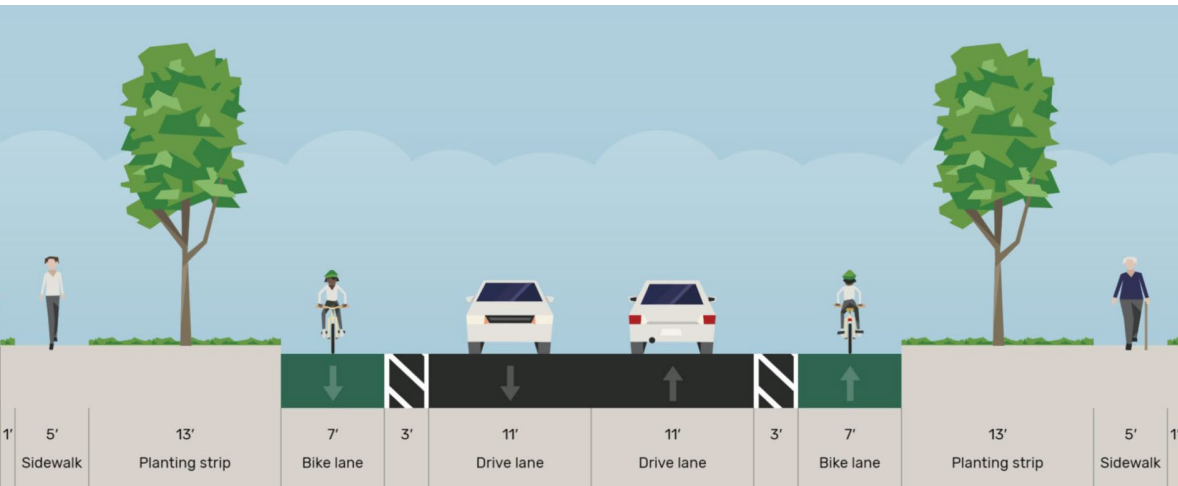 1′ 5′ 13′ 7′ 3′ 11′ 11′ 3′ 7′ 13′ 5′ 1′
Sidewalk Planting strip Bike lane Drive lane Drive lane Bike lane Planting strip Sidewalk